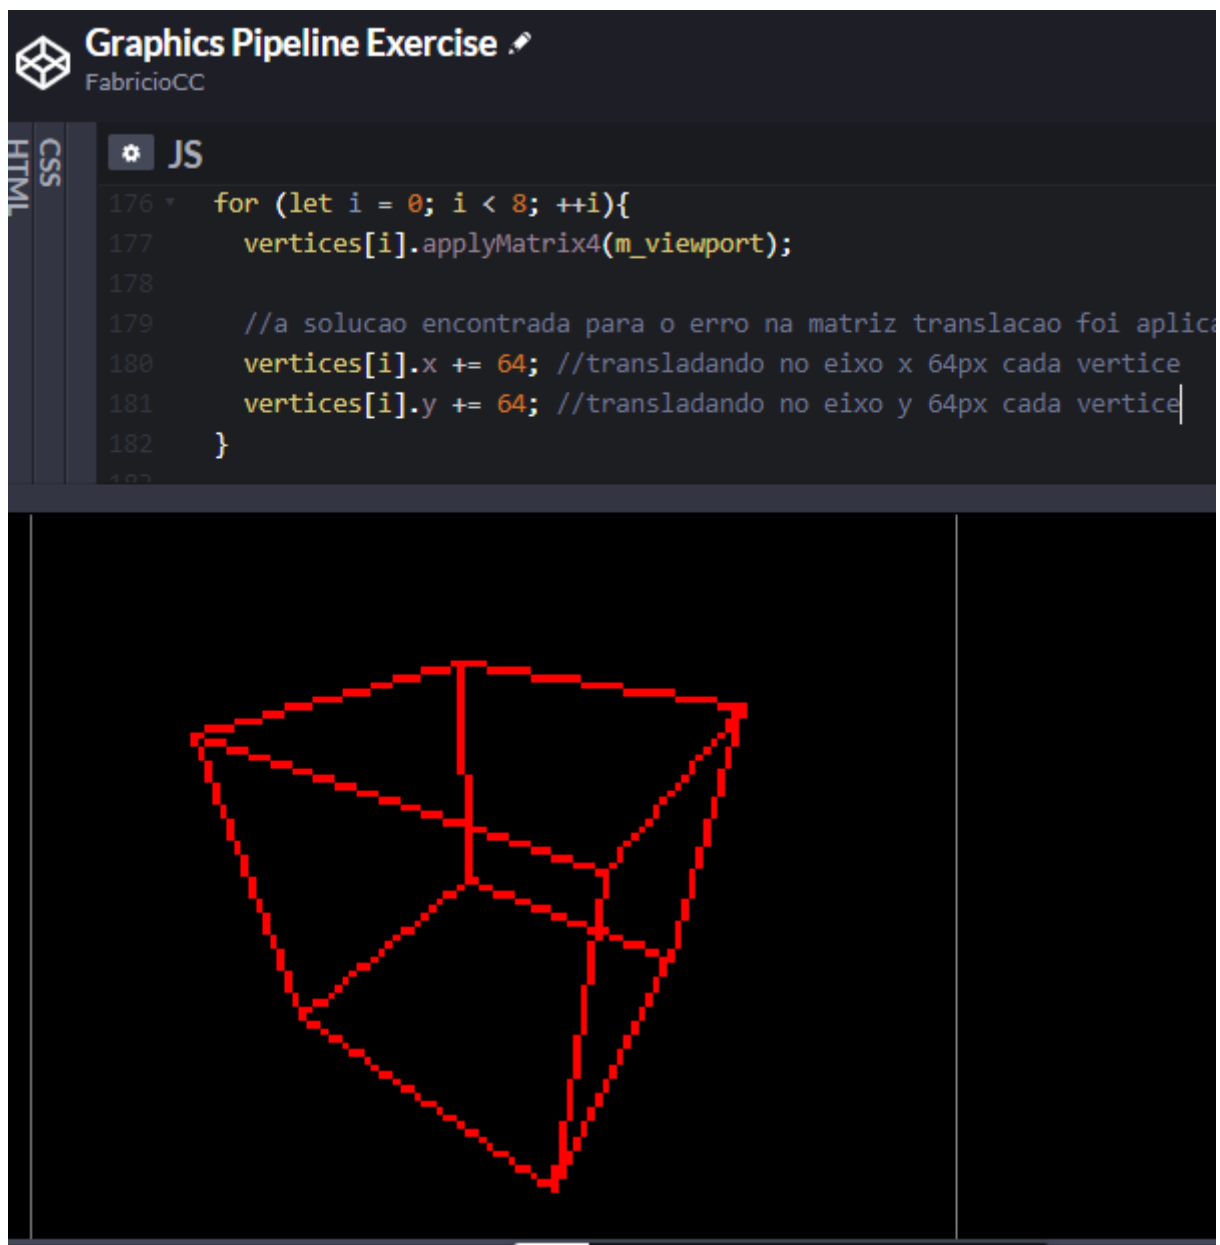 Graphics Pipeline Exercise
FabricioCC
HTML
CSS
JS
176 for (let i = 0; i < 8; ++i){
177 vertices[i].applyMatrix4(m_viewport);
178
179 //a solucao encontrada para o erro na matriz translacao foi aplica
180 vertices[i].x += 64; //transladando no eixo x 64px cada vertice
181 vertices[i].y += 64; //transladando no eixo y 64px cada vertice
182 }